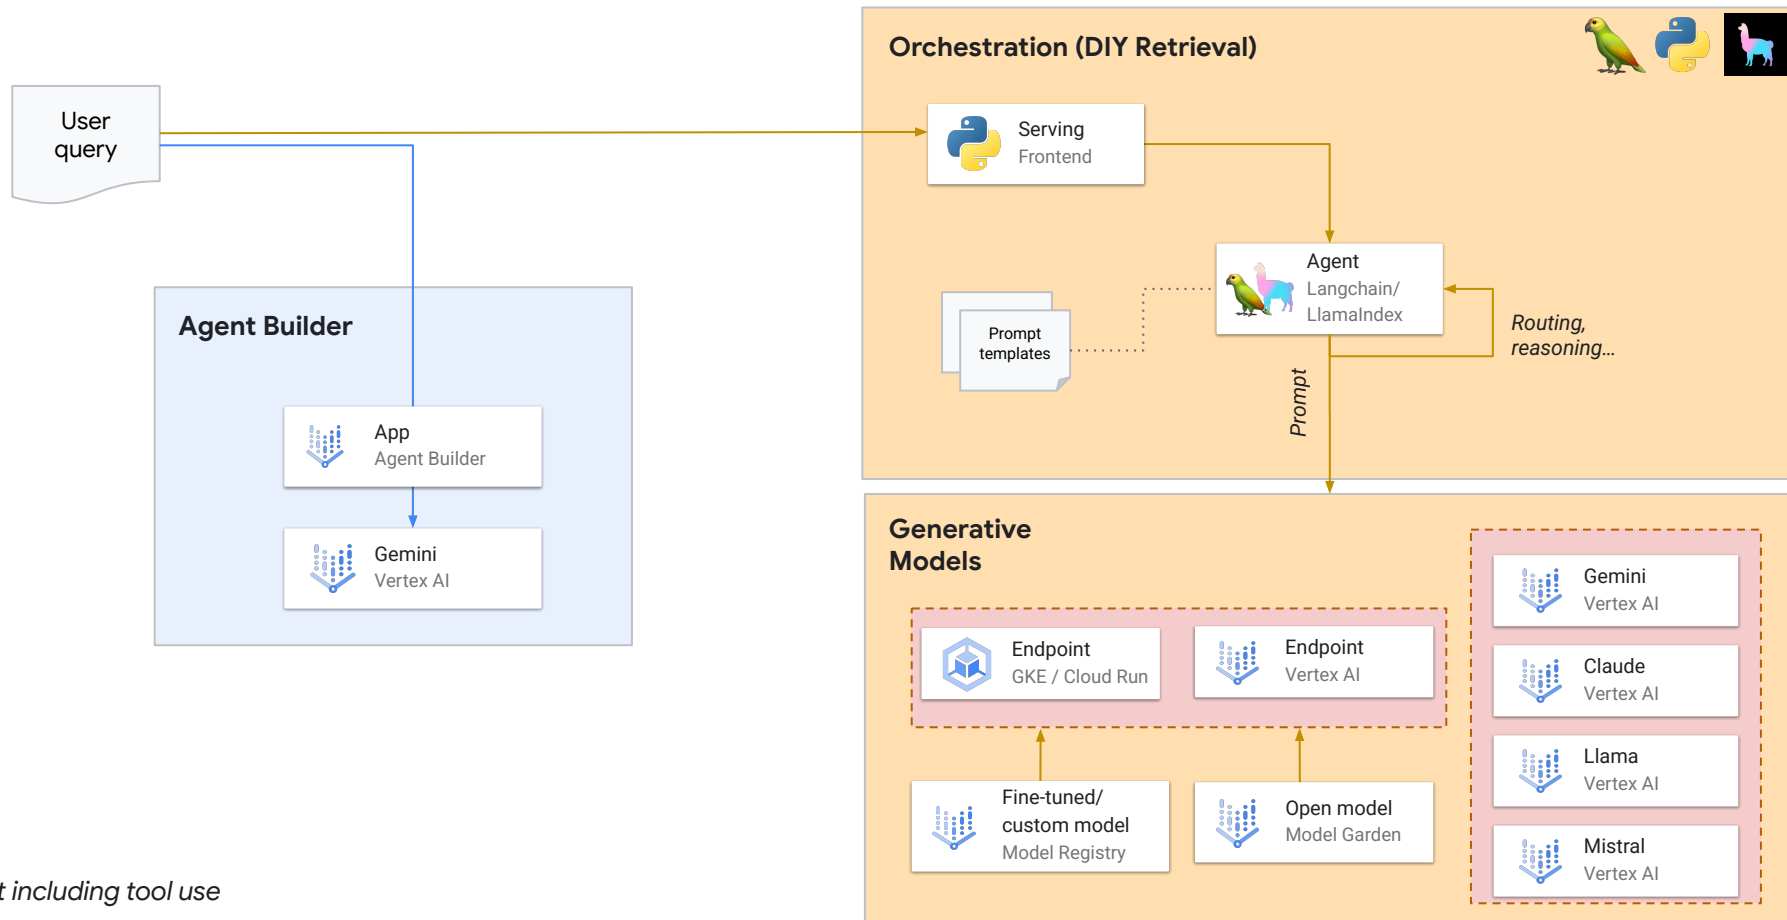 Orchestration (DIY Retrieval)
User
query
Serving
Frontend
Agent
Langchain/
LlamaIndex
Routing,
reasoning...
Prompt
templates
Prompt
Agent Builder
App
Agent Builder
Gemini
Vertex AI
Generative
Models
Endpoint
GKE / Cloud Run
Endpoint
Vertex AI
Fine-tuned/
custom model
Model Registry
Open model
Model Garden
Gemini
Vertex AI
Claude
Vertex AI
Llama
Vertex AI
Mistral
Vertex AI
including tool use